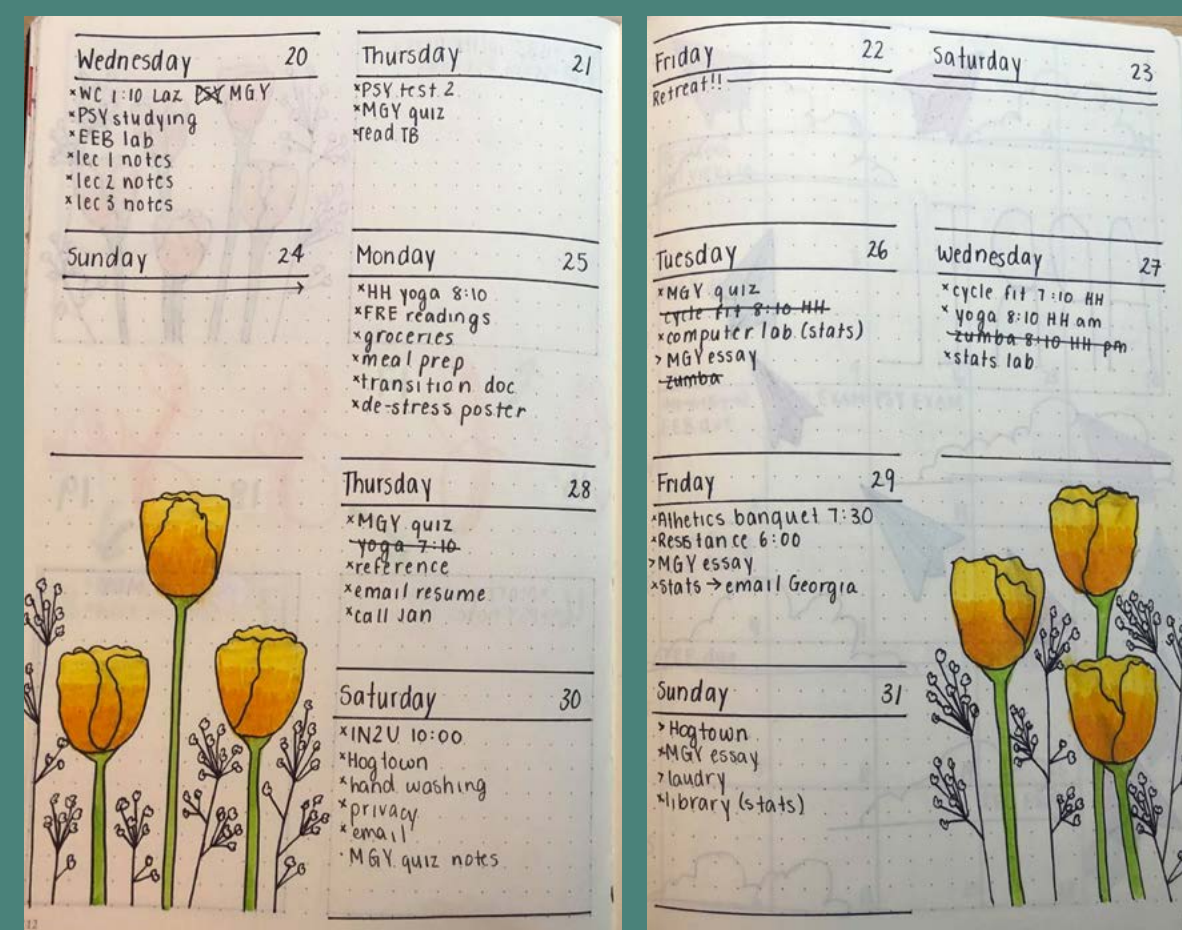 Wednesday 20
×WC 1:10 Laz PSY MGY
×PSY studying
×EEB lab
×lec 1 notes
×lec 2 notes
×lec 3 notes
Thursday 21
×PSY test 2
×MGY quiz
×read TB
Sunday 24
Monday 25
×HH yoga 8:10
×FRE readings
×groceries
×meal prep
×transition doc
×de-stress poster
Thursday 28
×MGY quiz
yoga 7:10
×reference
×email resume
×call Jan
Saturday 30
×IN2U 10:00
×Hogtown
×hand washing
×privacy
×email
·MGY quiz notes
12
Friday 22
Retreat!!
Saturday 23
Tuesday 26
×MGY quiz
cycle fit 8:10 HH
×computer lab (stats)
>MGY essay
zumba
Wednesday 27
×cycle fit 7:10 HH
×yoga 8:10 HH am
zumba 8:10 HH pm
×stats lab
Friday 29
×Athetics banquet 7:30
×Resistance 6:00
>MGY essay
×stats → email Georgia
Sunday 31
>Hogtown
×MGY essay
>laudry
×library (stats)